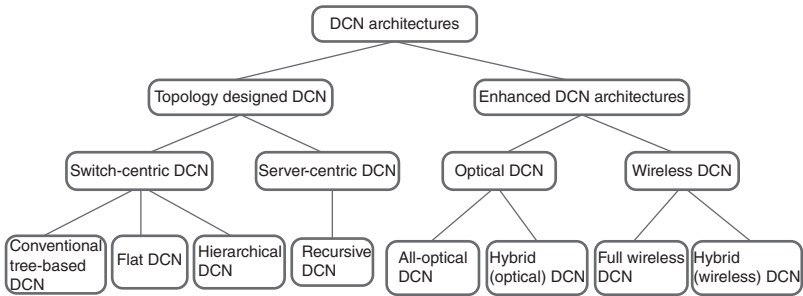 DCN architectures
Topology designed DCN
Enhanced DCN architectures
Switch-centric DCN
Server-centric DCN
Optical DCN
Wireless DCN
Conventional
tree-based
DCN
Flat DCN
Hierarchical
DCN
Recursive
DCN
All-optical
DCN
Hybrid
(optical) DCN
Full wireless
DCN
Hybrid
(wireless) DCN